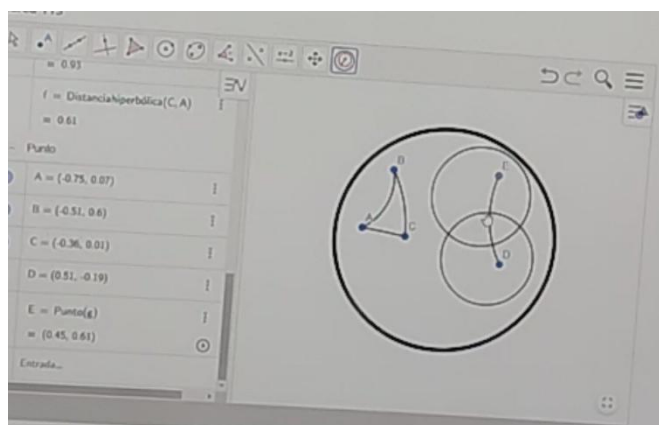 = 0.93
f = Distanciahiperbólica(C, A)
= 0.61
Punto
A = (-0.75, 0.07)
B = (-0.51, 0.6)
C = (-0.36, 0.01)
D = (0.51, -0.19)
E = Punto(g)
= (0.45, 0.61)
Entrada...
A
B
C
E
D